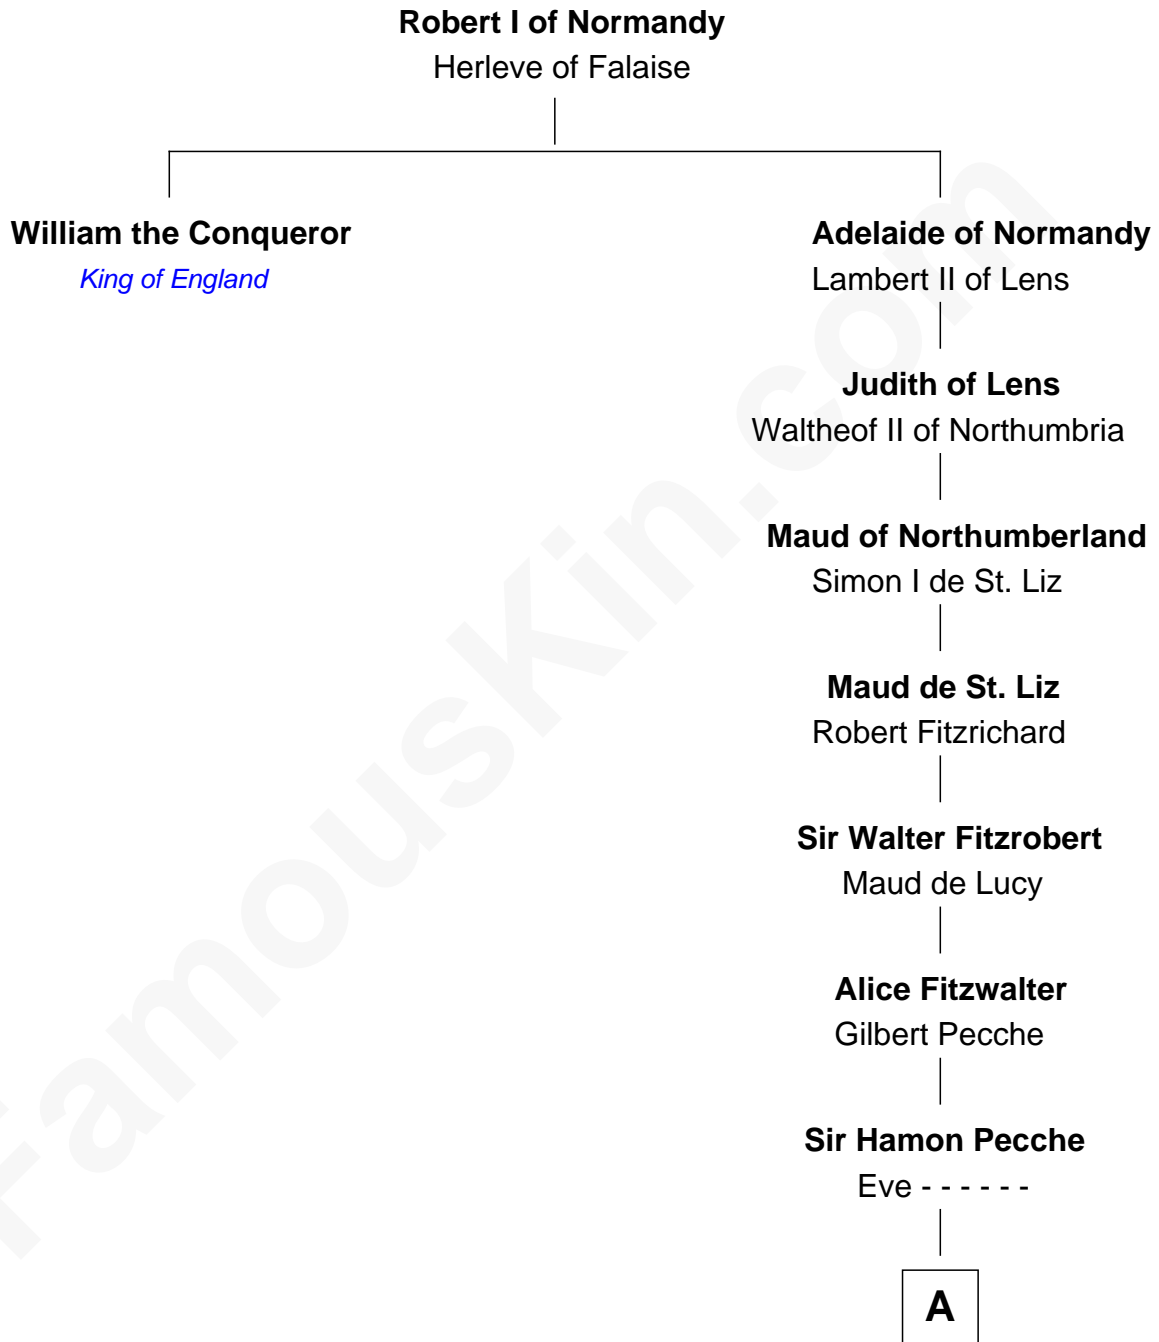 Robert I of Normandy
Herleve of Falaise
William the Conqueror
King of England
Adelaide of Normandy
Lambert II of Lens
Judith of Lens
Waltheof II of Northumbria
Maud of Northumberland
Simon I de St. Liz
Maud de St. Liz
Robert Fitzrichard
Sir Walter Fitzrobert
Maud de Lucy
Alice Fitzwalter
Gilbert Pecche
Sir Hamon Pecche
Eve - - - - - -
A
FamousKin.com